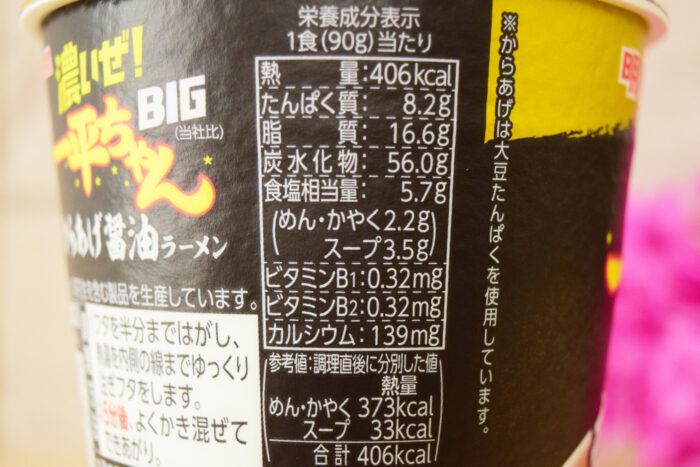 濃いぜ!
BIG
(当社比)
一平ちゃん
からあげ醤油ラーメン
む製品を生産しています。
フタを半分まではがし、
熱湯を内側の線までゆっくり
フタをします。
5分後、よくかき混ぜて
できあがり。
栄養成分表示
1食(90g)当たり
熱量:406kcal
たんぱく質: 8.2g
脂質: 16.6g
炭水化物: 56.0g
食塩相当量: 5.7g
(めん・かやく2.2g)
(スープ3.5g)
ビタミンB1:0.32mg
ビタミンB2:0.32mg
カルシウム:139mg
参考値:調理直後に分別した値
熱量
めん・かやく 373kcal
スープ 33kcal
合計 406kcal
※からあげは大豆たんぱくを使用しています。
明